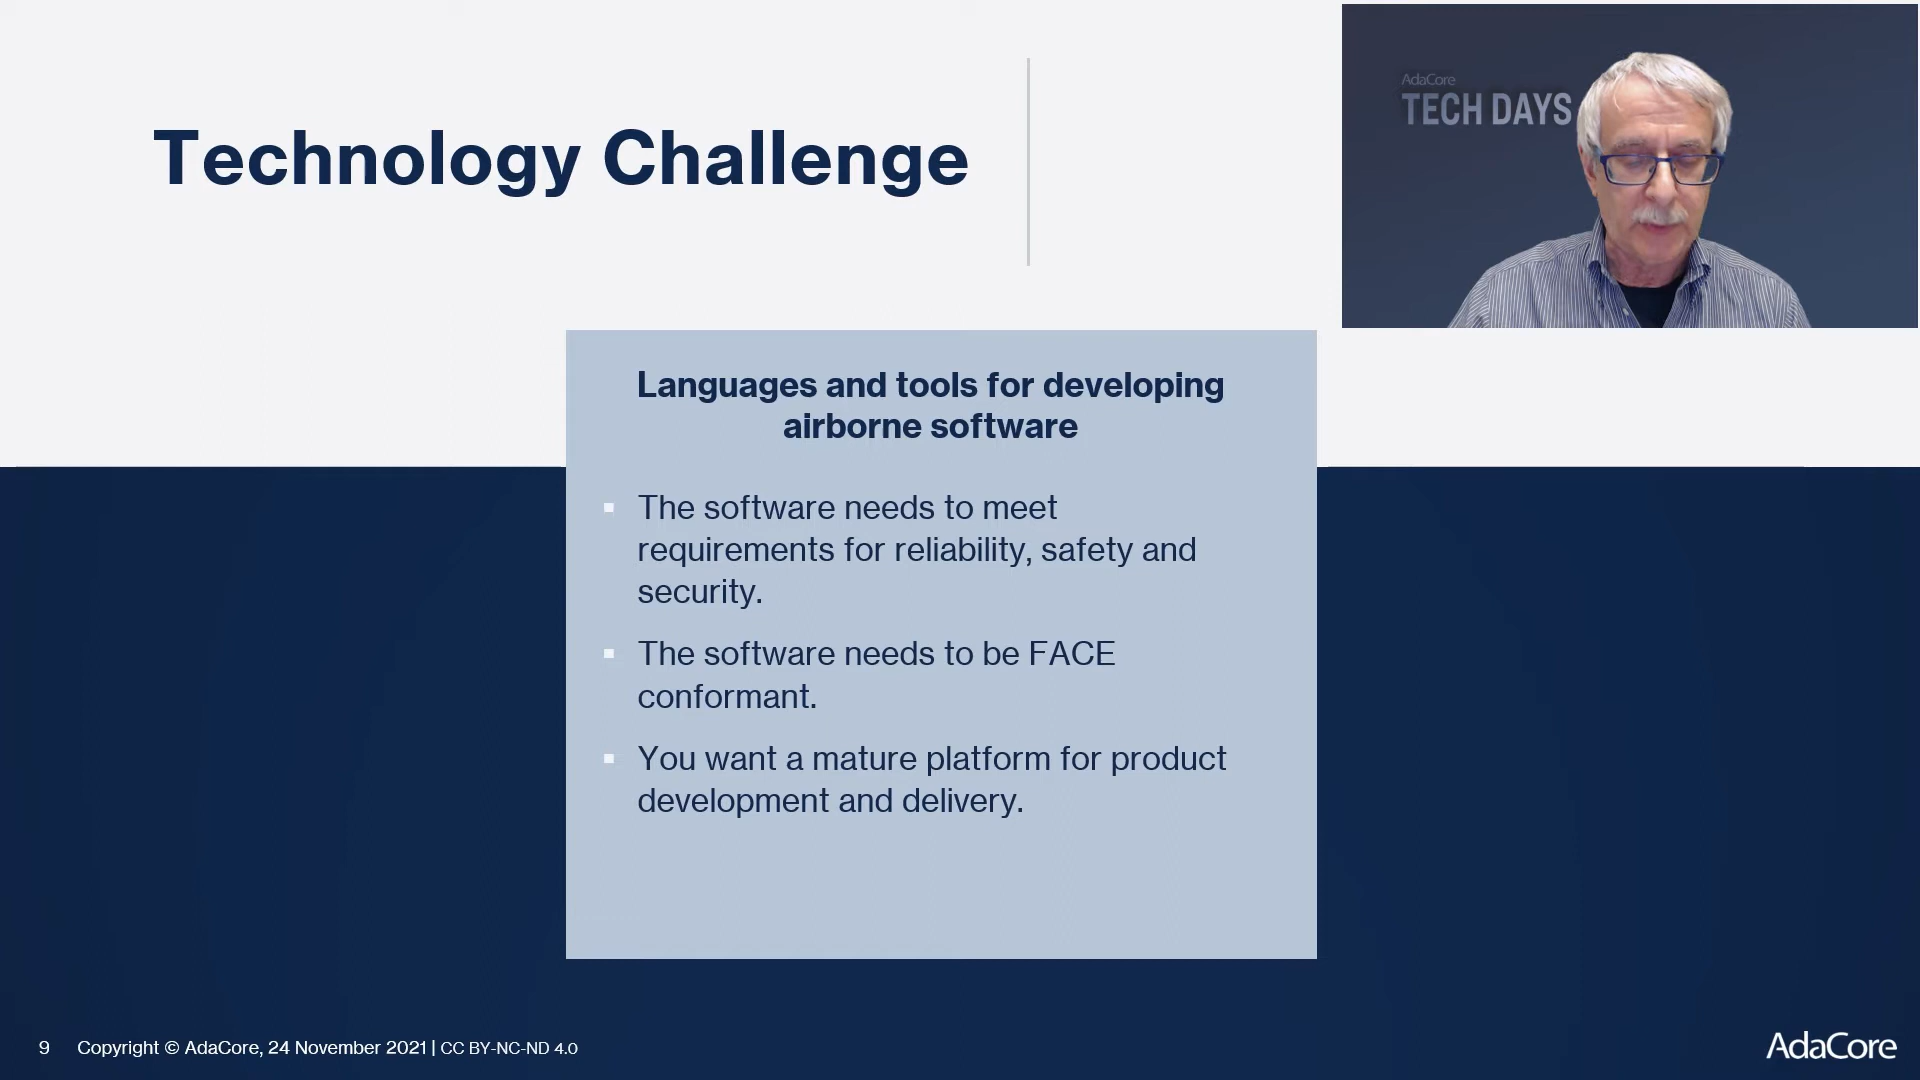 Technology Challenge
AdaCore
TECH DAYS
Languages and tools for developing
airborne software
▪ The software needs to meet
requirements for reliability, safety and
security.
▪ The software needs to be FACE
conformant.
▪ You want a mature platform for product
development and delivery.
9 Copyright © AdaCore, 24 November 2021 | CC BY-NC-ND 4.0
AdaCore